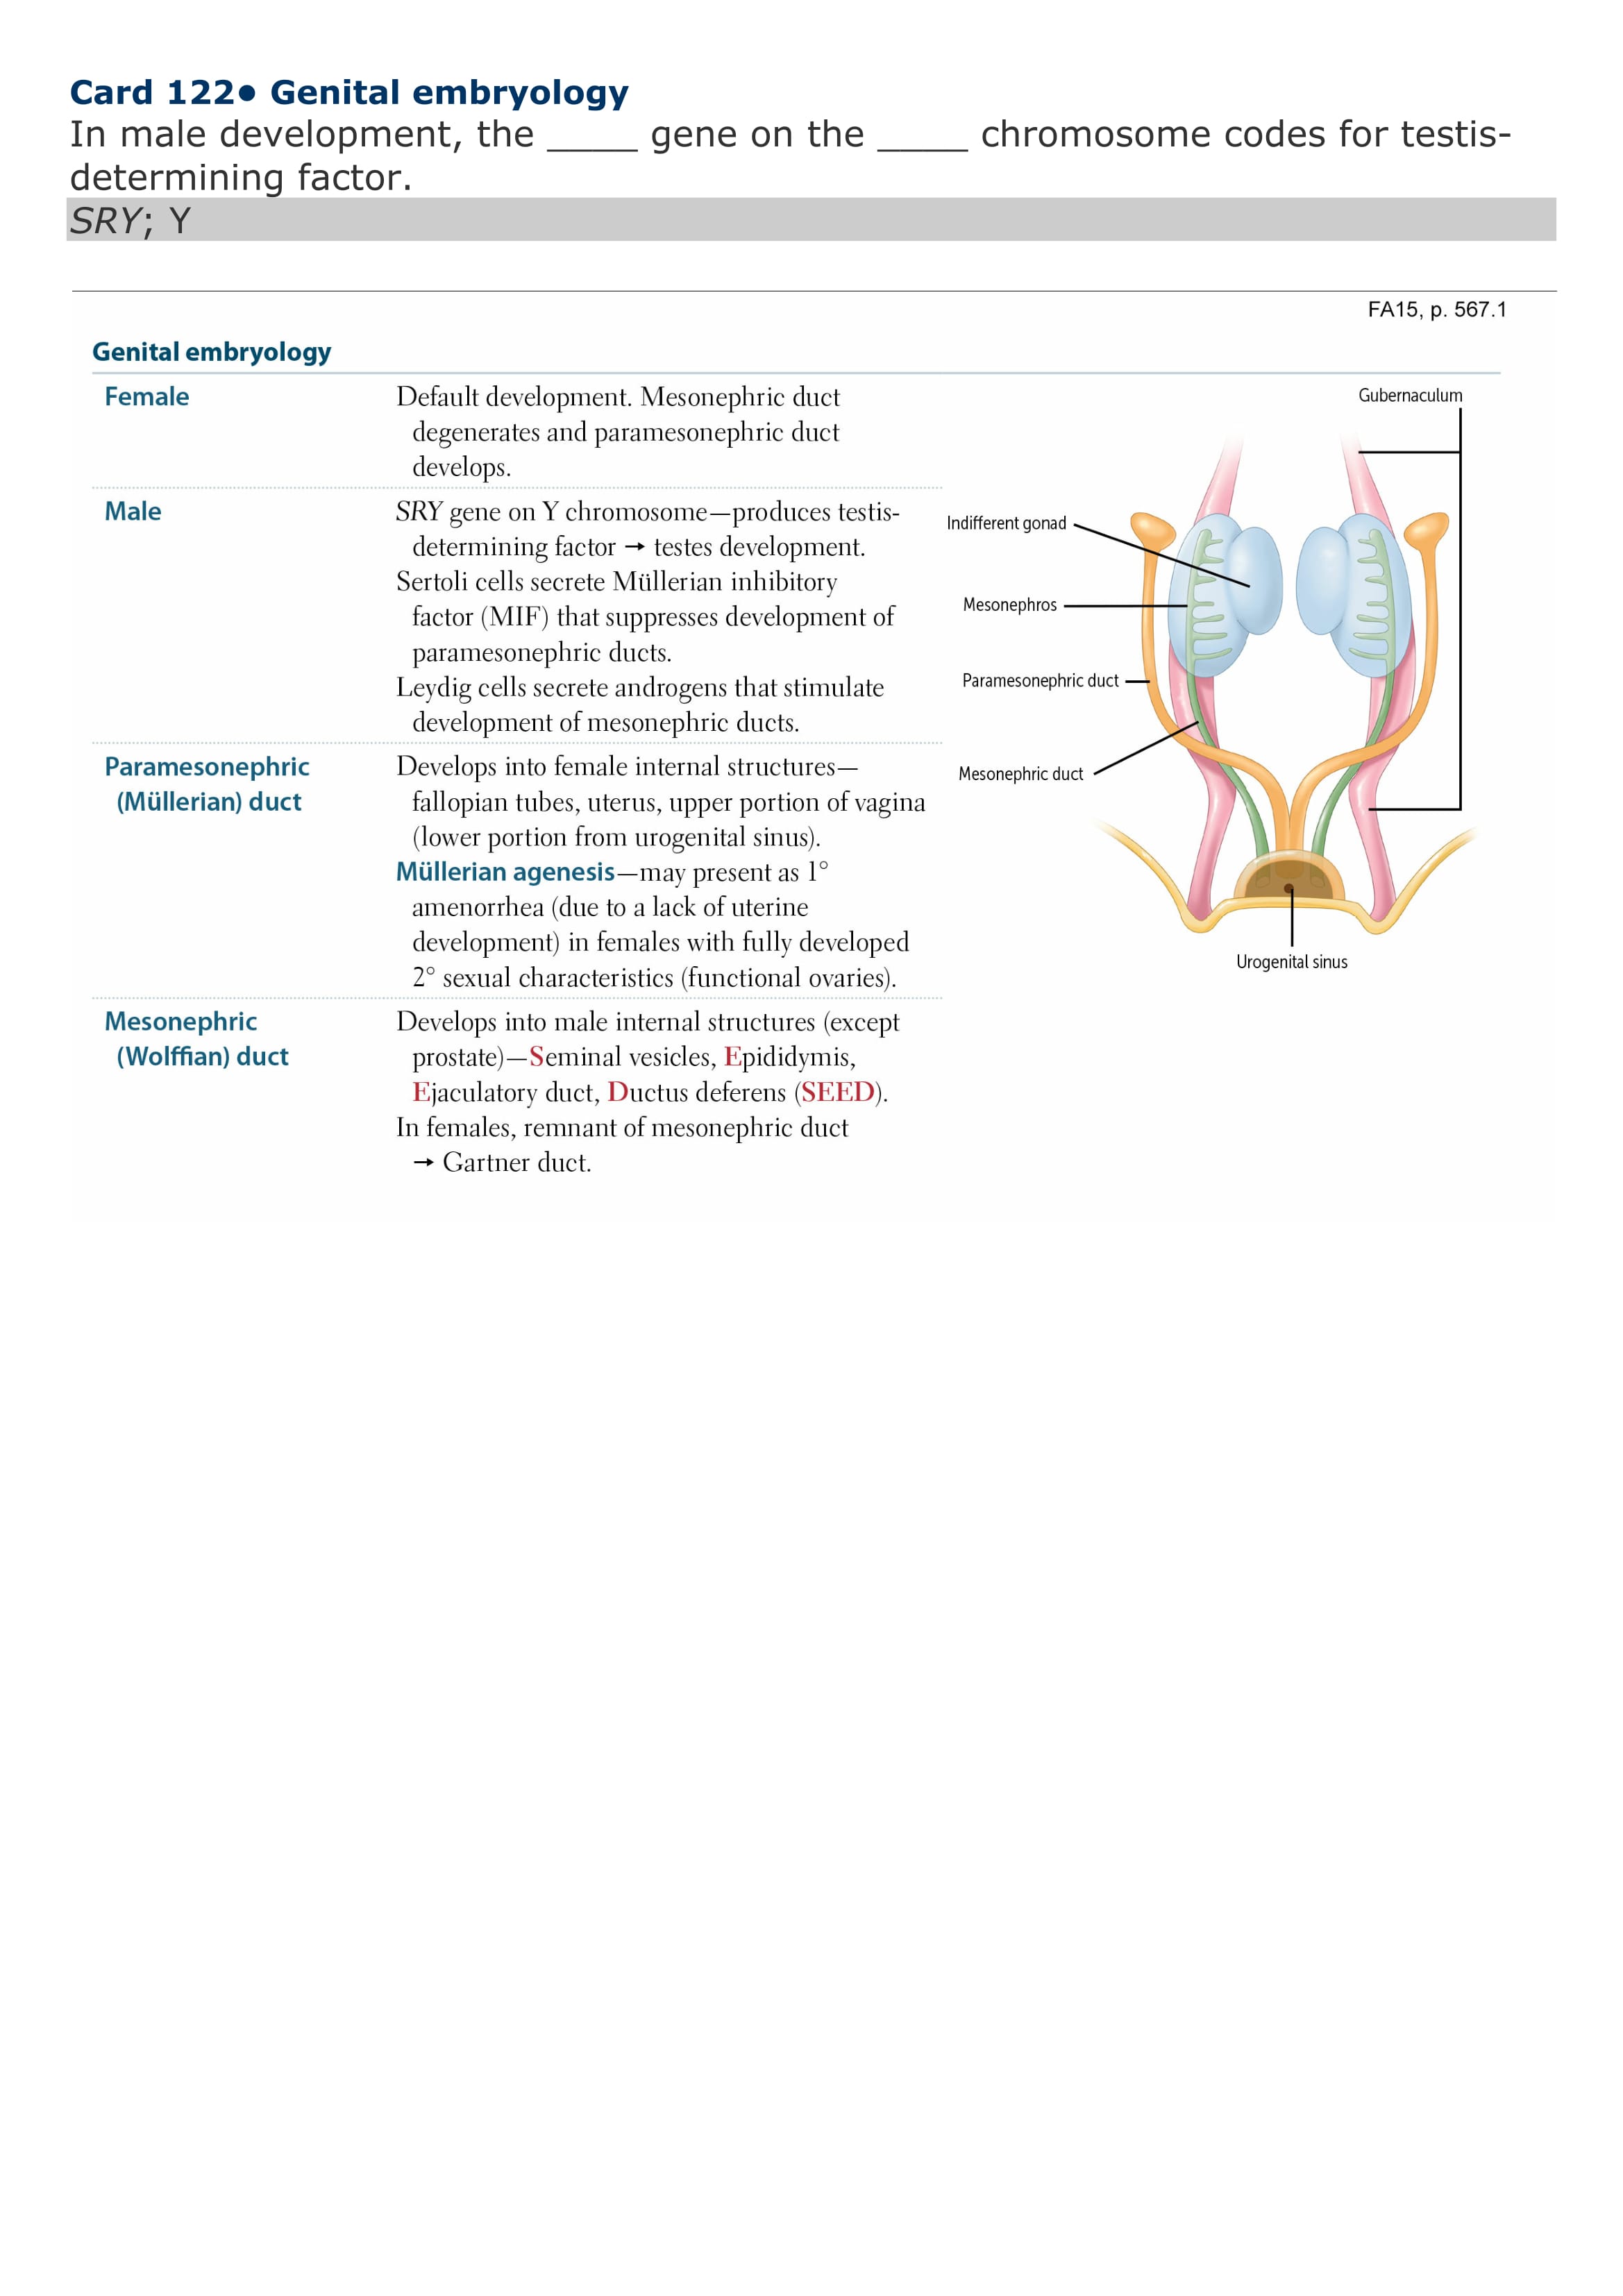 Card 122● Genital embryology
In male development, the _____ gene on the _____ chromosome codes for testis-
determining factor.
SRY; Y
FA15, p. 567.1
Genital embryology
Female
Default development. Mesonephric duct
degenerates and paramesonephric duct
develops.
Male
SRY gene on Y chromosome—produces testis-
determining factor → testes development.
Sertoli cells secrete Müllerian inhibitory
factor (MIF) that suppresses development of
paramesonephric ducts.
Leydig cells secrete androgens that stimulate
development of mesonephric ducts.
Paramesonephric
(Müllerian) duct
Develops into female internal structures—
fallopian tubes, uterus, upper portion of vagina
(lower portion from urogenital sinus).
Müllerian agenesis—may present as 1°
amenorrhea (due to a lack of uterine
development) in females with fully developed
2° sexual characteristics (functional ovaries).
Mesonephric
(Wolffian) duct
Develops into male internal structures (except
prostate)—Seminal vesicles, Epididymis,
Ejaculatory duct, Ductus deferens (SEED).
In females, remnant of mesonephric duct
→ Gartner duct.
Gubernaculum
Indifferent gonad
Mesonephros
Paramesonephric duct
Mesonephric duct
Urogenital sinus